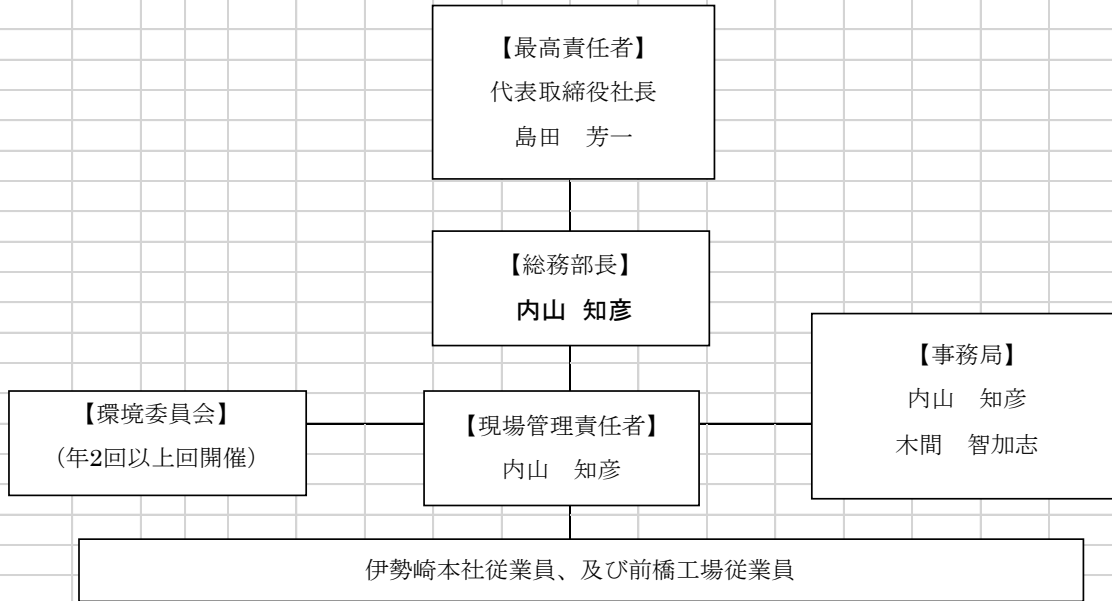 【最高責任者】
代表取締役社長
島田　芳一
【総務部長】
内山　知彦
【事務局】
内山　知彦
木間　智加志
【環境委員会】
（年2回以上回開催）
【現場管理責任者】
内山　知彦
伊勢崎本社従業員、及び前橋工場従業員